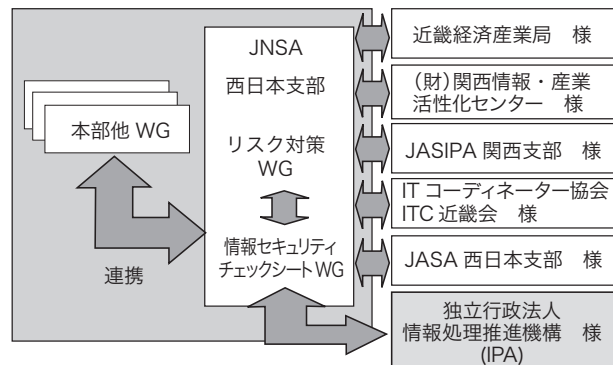 JNSA
西日本支部
リスク対策
WG
情報セキュリティ
チェックシートWG
本部他 WG
連携
近畿経済産業局　様
（財）関西情報・産業
活性化センター　様
JASIPA 関西支部　様
IT コーディネーター協会
ITC 近畿会　様
JASA 西日本支部　様
独立行政法人
情報処理推進機構　様
(IPA)